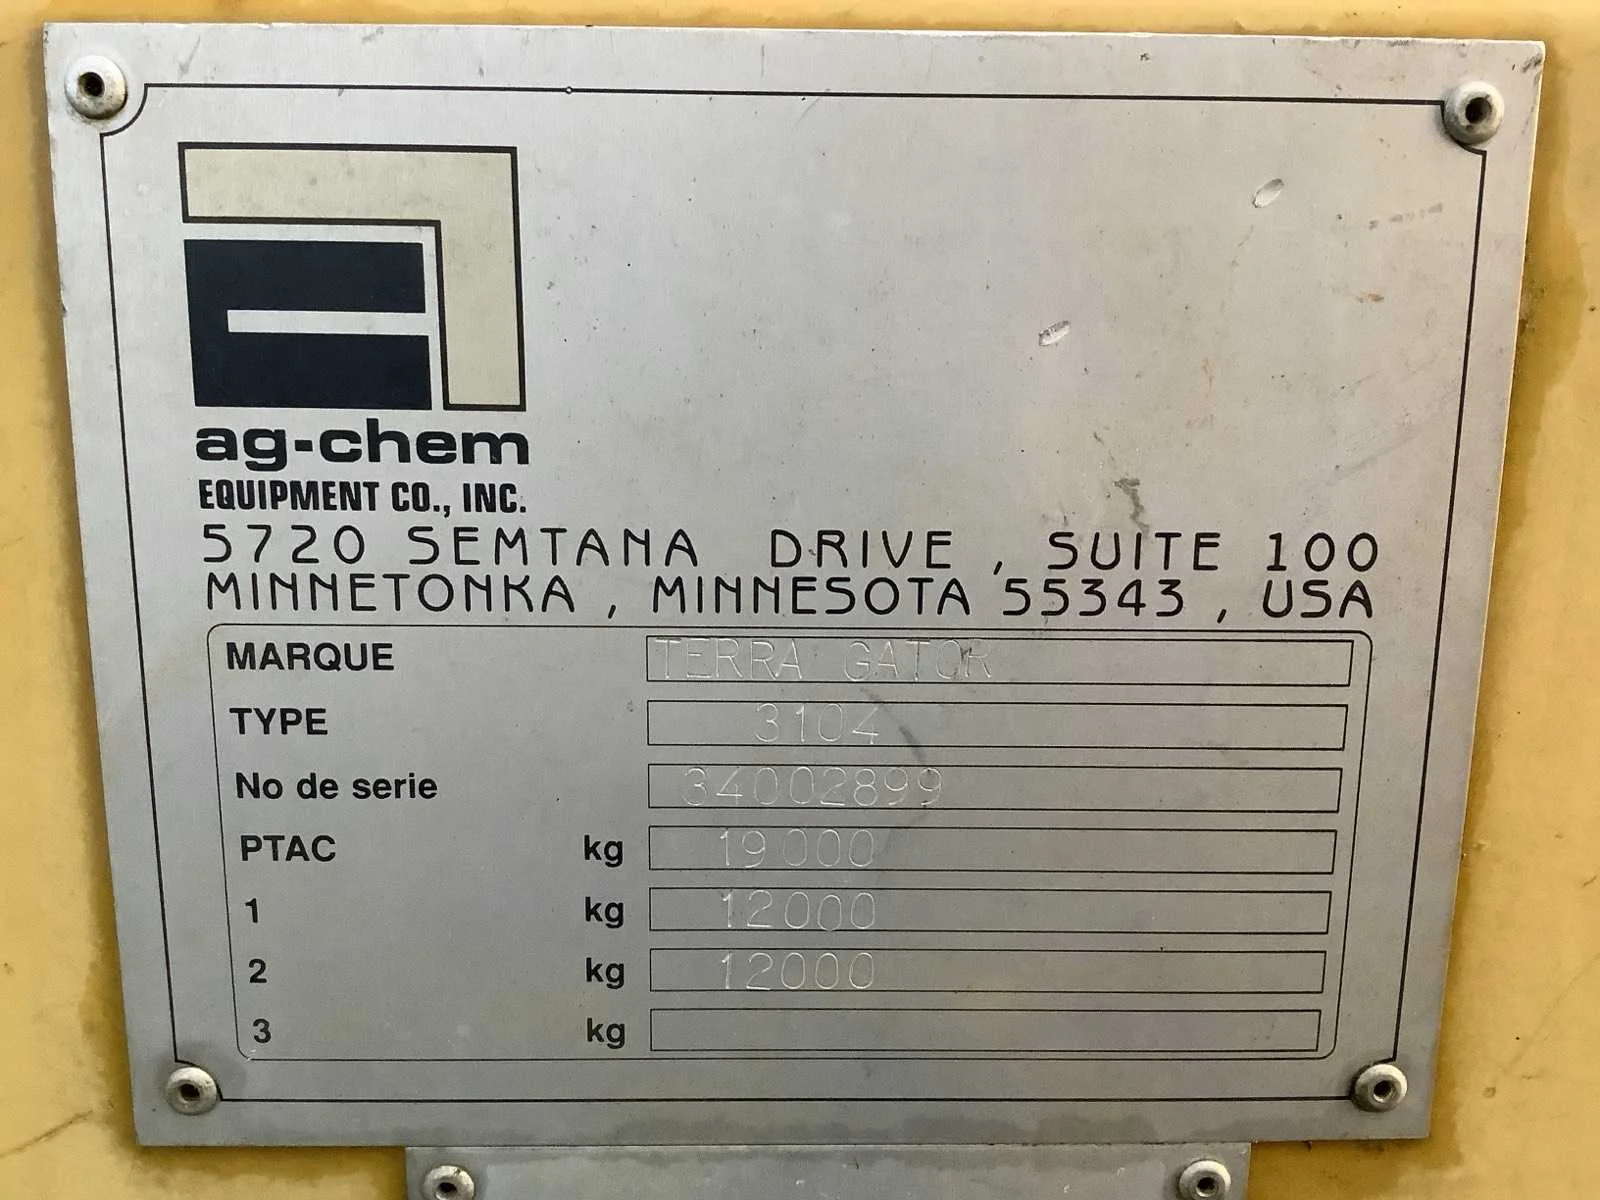 ag-chem
EQUIPMENT CO., INC.
5720 SEMTANA DRIVE, SUITE 100
MINNETONKA, MINNESOTA 55343, USA
MARQUE TERRA GATOR
TYPE 3104
No de serie 34002899
PTAC kg 19000
1 kg 12000
2 kg 12000
3 kg